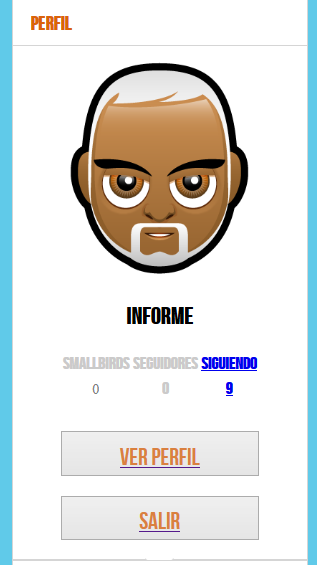 PERFIL
INFORME
SMALLBIRDS SEGUIDORES SIGUIENDO
0 0 9
VER PERFIL
SALIR